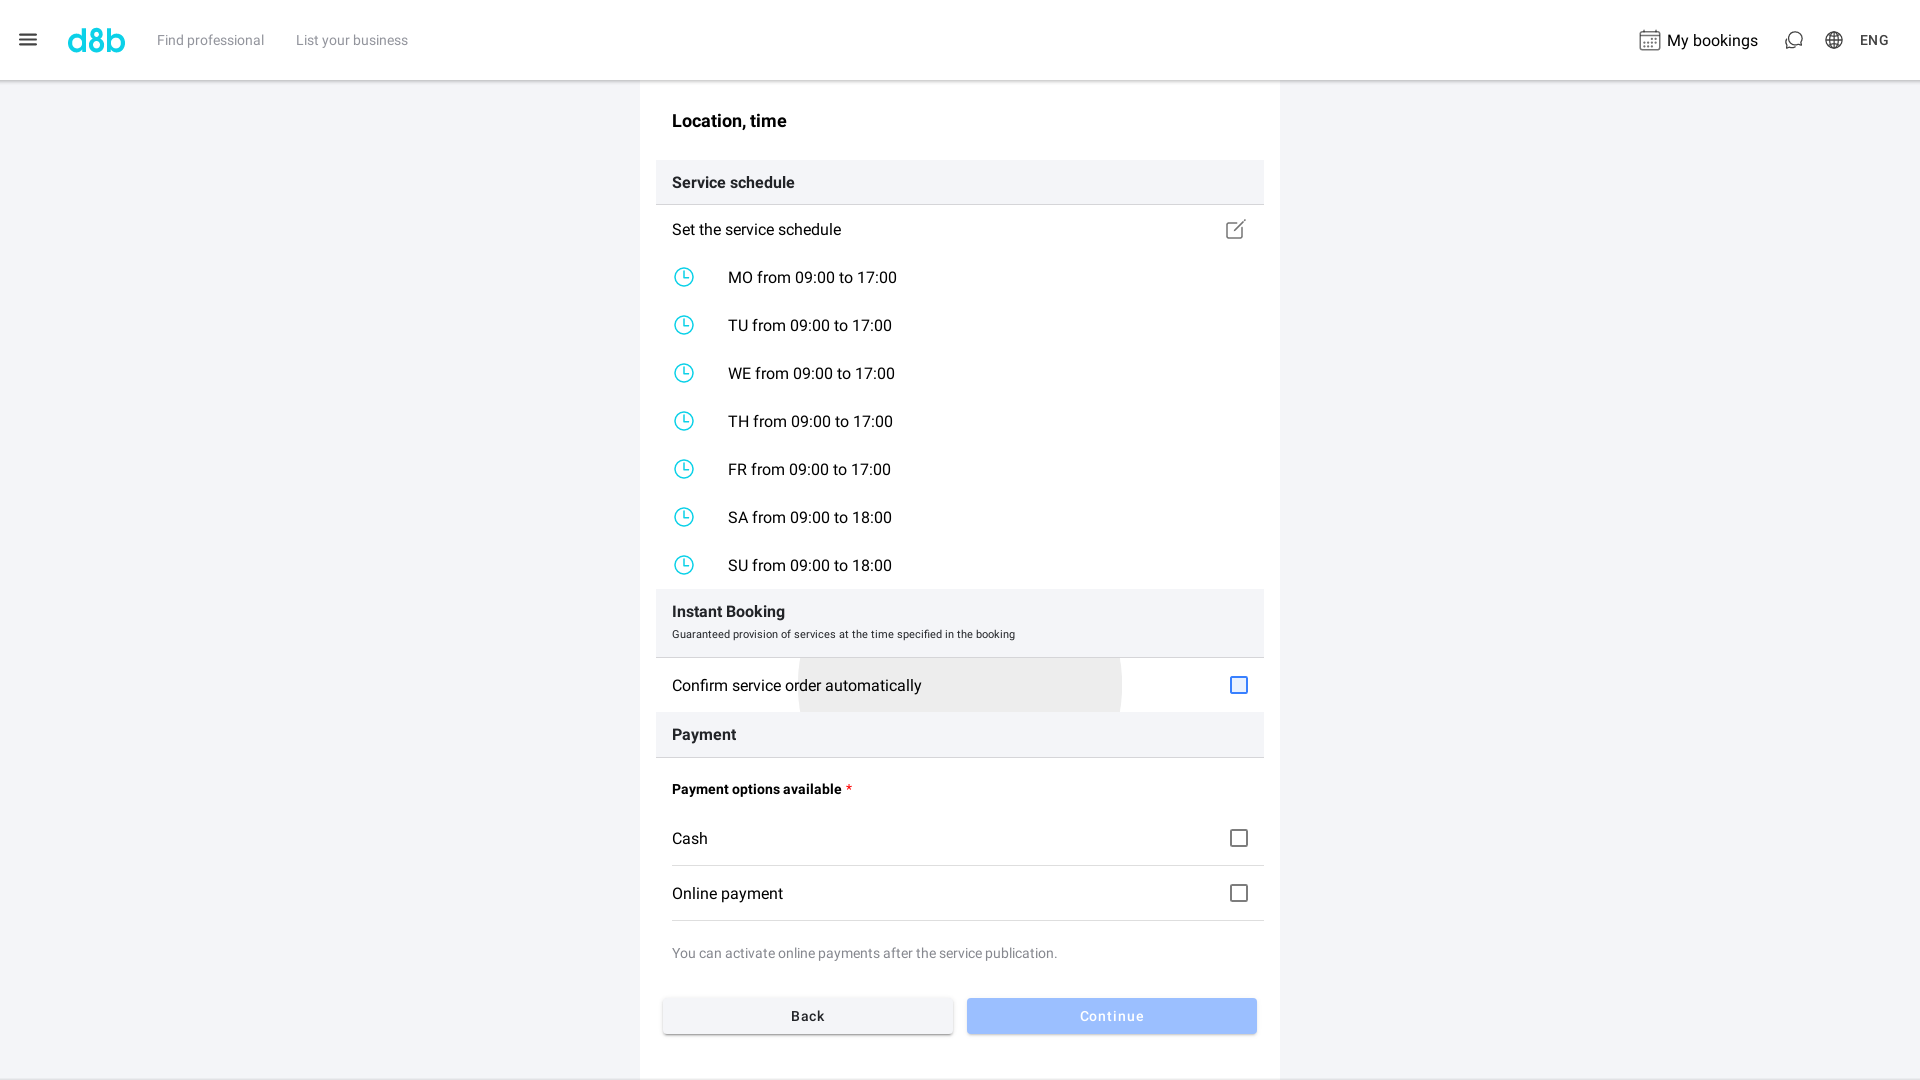 d8b
Find professional
List your business
My bookings
ENG
Location, time
Service schedule
Set the service schedule
MO from 09:00 to 17:00
TU from 09:00 to 17:00
WE from 09:00 to 17:00
TH from 09:00 to 17:00
FR from 09:00 to 17:00
SA from 09:00 to 18:00
SU from 09:00 to 18:00
Instant Booking
Guaranteed provision of services at the time specified in the booking
Confirm service order automatically
Payment
Payment options available *
Cash
Online payment
You can activate online payments after the service publication.
Back
Continue